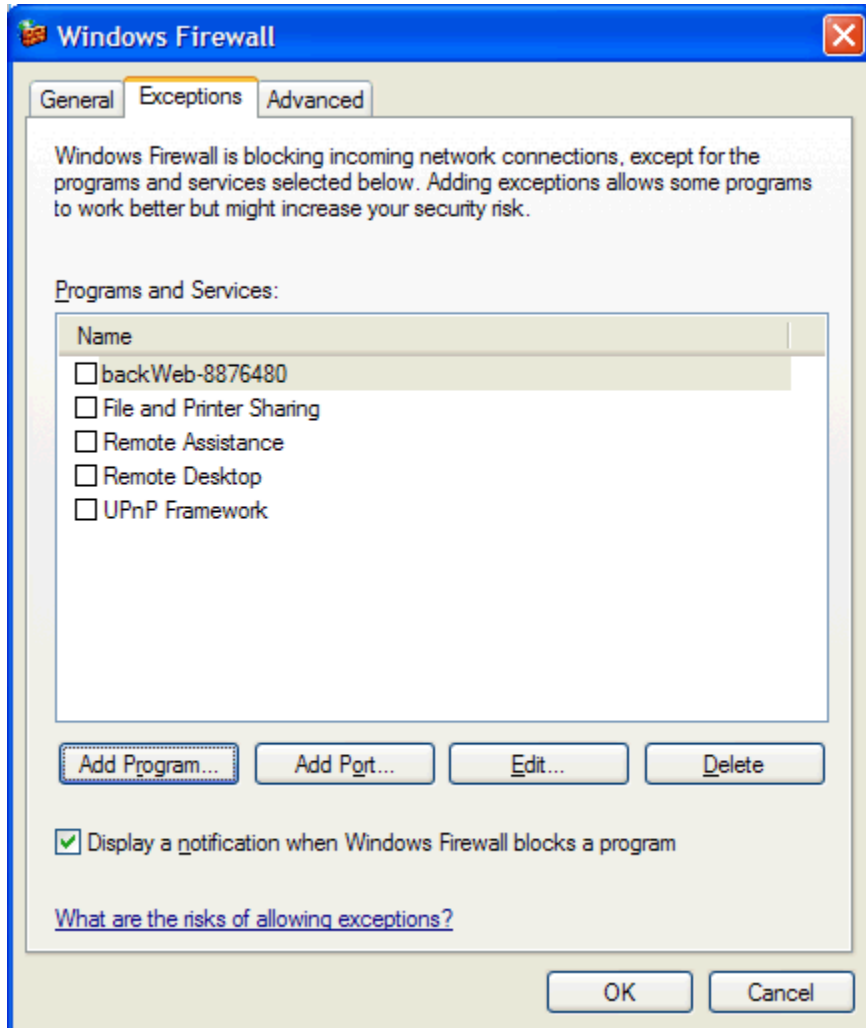 Windows Firewall
General Exceptions Advanced
Windows Firewall is blocking incoming network connections, except for the
programs and services selected below. Adding exceptions allows some programs
to work better but might increase your security risk.
Programs and Services:
Name
backWeb-8876480
File and Printer Sharing
Remote Assistance
Remote Desktop
UPnP Framework
Add Program... Add Port... Edit... Delete
Display a notification when Windows Firewall blocks a program
What are the risks of allowing exceptions?
OK Cancel